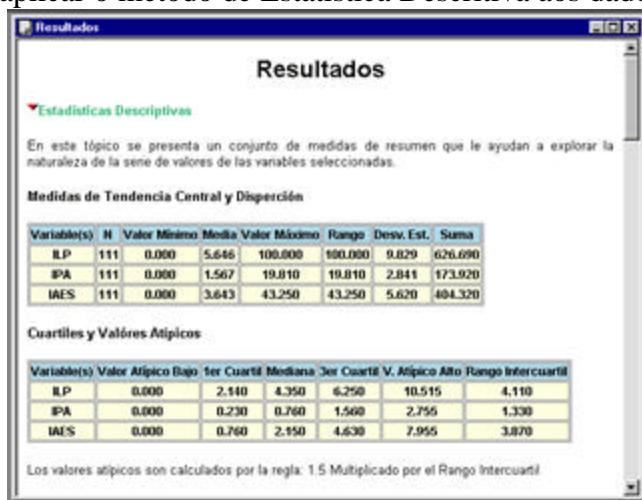 aplicar o método de Estatística Descritiva aos dado
Resultados
Resultados
Estadísticas Descriptivas
En este tópico se presenta un conjunto de medidas de resumen que le ayudan a explorar la
naturaleza de la serie de valores de las variables seleccionadas.
Medidas de Tendencia Central y Disperción
Variable(s) N Valor Mínimo Media Valor Máximo Rango Desv. Est. Suma
ILP 111 0.000 5.646 100.000 100.000 9.829 626.690
IPA 111 0.000 1.567 19.810 19.810 2.841 173.920
IAES 111 0.000 3.643 43.250 43.250 5.620 404.320
Cuartiles y Valóres Atipicos
Variable(s) Valor Atípico Bajo 1er Cuartil Mediana 3er Cuartil V. Atípico Alto Rango Intercuartil
ILP 0.000 2.140 4.350 6.250 10.515 4.110
IPA 0.000 0.230 0.760 1.560 2.755 1.330
IAES 0.000 0.760 2.150 4.630 7.955 3.870
Los valores atípicos son calculados por la regla: 1.5 Multiplicado por el Rango Intercuartil